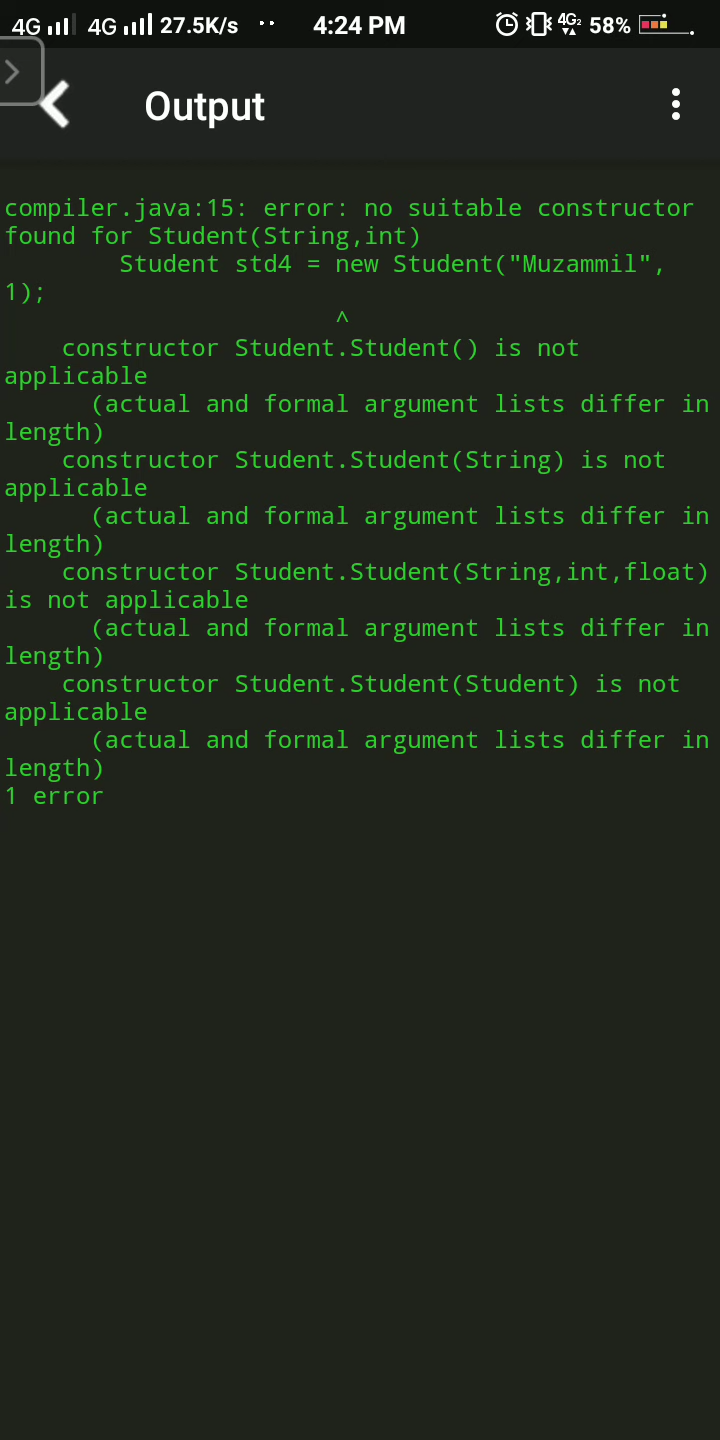 4G 4G 27.5K/s ·· 4:24 PM 4G2 58%
Output
compiler.java:15: error: no suitable constructor
found for Student(String,int)
        Student std4 = new Student("Muzammil",
1);
                       ^
    constructor Student.Student() is not
applicable
      (actual and formal argument lists differ in
length)
    constructor Student.Student(String) is not
applicable
      (actual and formal argument lists differ in
length)
    constructor Student.Student(String,int,float)
is not applicable
      (actual and formal argument lists differ in
length)
    constructor Student.Student(Student) is not
applicable
      (actual and formal argument lists differ in
length)
1 error